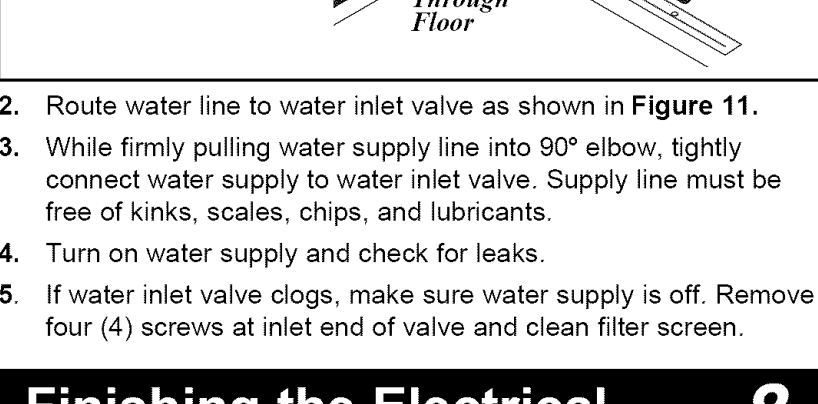 Through
Floor
2. Route water line to water inlet valve as shown in Figure 11.
3. While firmly pulling water supply line into 90° elbow, tightly
connect water supply to water inlet valve. Supply line must be
free of kinks, scales, chips, and lubricants.
4. Turn on water supply and check for leaks.
5. If water inlet valve clogs, make sure water supply is off. Remove
four (4) screws at inlet end of valve and clean filter screen.
Finishing the Electrical